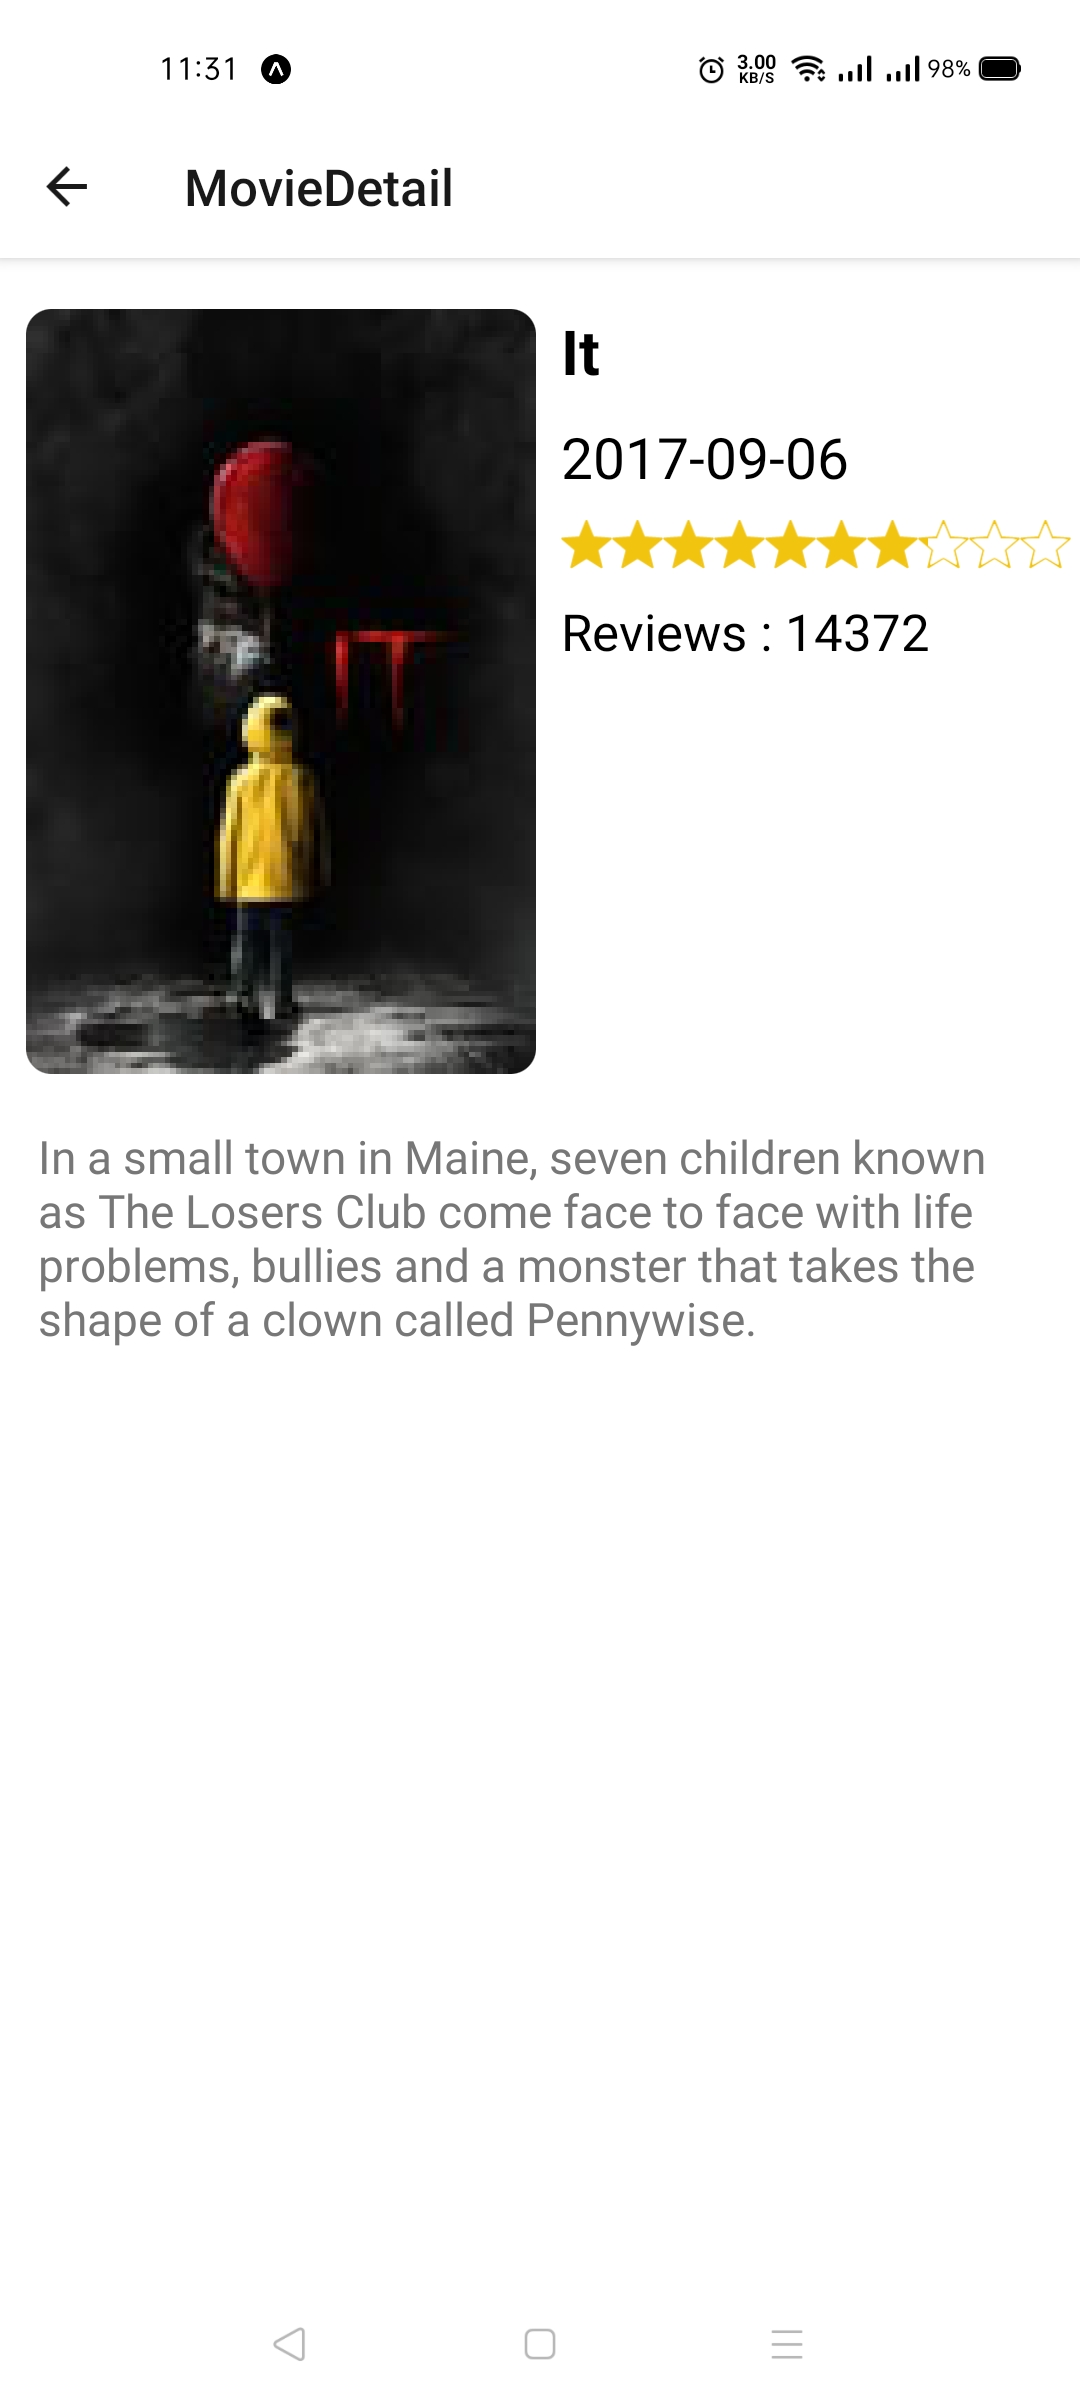 11:31
3.00
KB/S
98%
MovieDetail
IT
It
2017-09-06
Reviews : 14372
In a small town in Maine, seven children known
as The Losers Club come face to face with life
problems, bullies and a monster that takes the
shape of a clown called Pennywise.